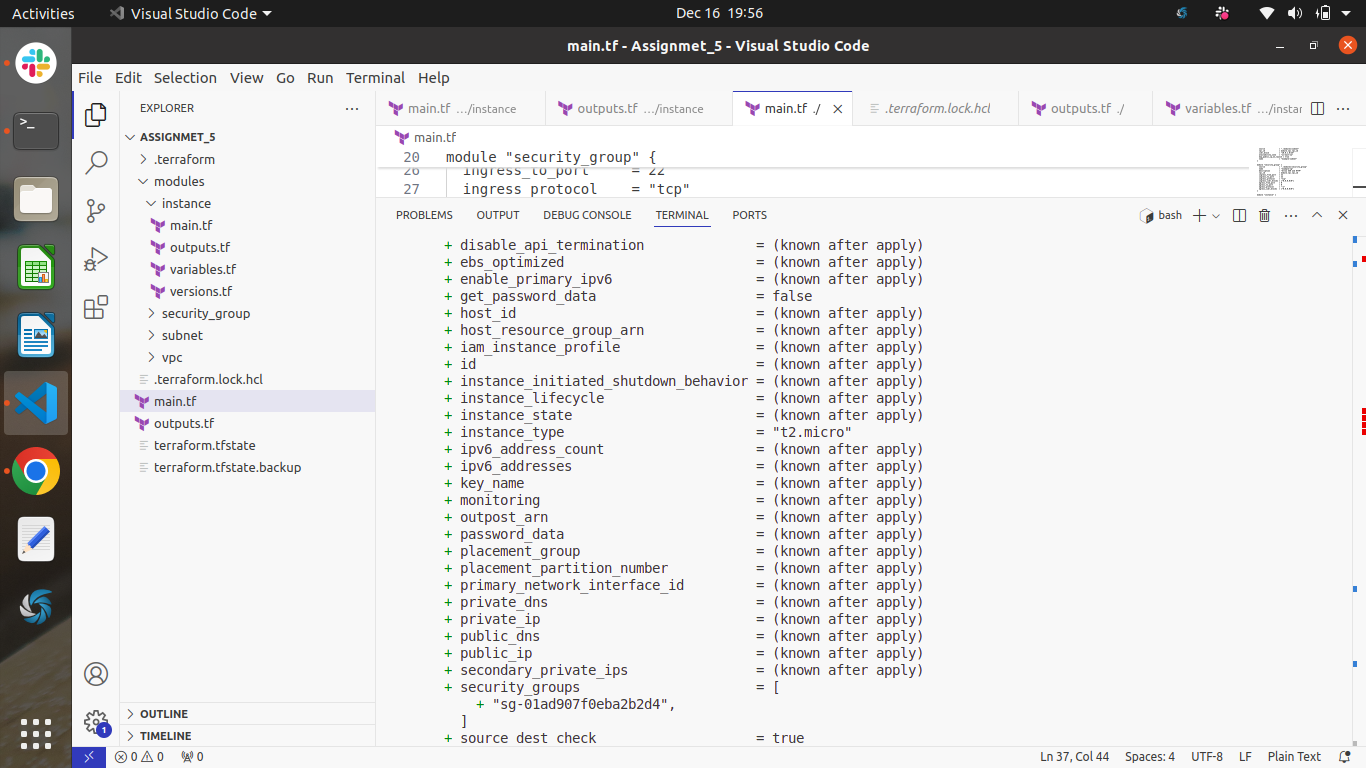 Activities Visual Studio Code Dec 16 19:56
main.tf - Assignmet_5 - Visual Studio Code
File Edit Selection View Go Run Terminal Help
EXPLORER
ASSIGNMET_5
.terraform
modules
instance
main.tf
outputs.tf
variables.tf
versions.tf
security_group
subnet
vpc
.terraform.lock.hcl
main.tf
outputs.tf
terraform.tfstate
terraform.tfstate.backup
OUTLINE
TIMELINE
main.tf .../instance outputs.tf .../instance main.tf ./ .terraform.lock.hcl outputs.tf ./ variables.tf .../instar
main.tf
20 module "security_group" {
26 ingress_to_port = 22
27 ingress_protocol = "tcp"
PROBLEMS OUTPUT DEBUG CONSOLE TERMINAL PORTS bash
+ disable_api_termination = (known after apply)
+ ebs_optimized = (known after apply)
+ enable_primary_ipv6 = (known after apply)
+ get_password_data = false
+ host_id = (known after apply)
+ host_resource_group_arn = (known after apply)
+ iam_instance_profile = (known after apply)
+ id = (known after apply)
+ instance_initiated_shutdown_behavior = (known after apply)
+ instance_lifecycle = (known after apply)
+ instance_state = (known after apply)
+ instance_type = "t2.micro"
+ ipv6_address_count = (known after apply)
+ ipv6_addresses = (known after apply)
+ key_name = (known after apply)
+ monitoring = (known after apply)
+ outpost_arn = (known after apply)
+ password_data = (known after apply)
+ placement_group = (known after apply)
+ placement_partition_number = (known after apply)
+ primary_network_interface_id = (known after apply)
+ private_dns = (known after apply)
+ private_ip = (known after apply)
+ public_dns = (known after apply)
+ public_ip = (known after apply)
+ secondary_private_ips = (known after apply)
+ security_groups = [
+ "sg-01ad907f0eba2b2d4",
]
+ source_dest_check = true
1
0 0 0 Ln 37, Col 44 Spaces: 4 UTF-8 LF Plain Text